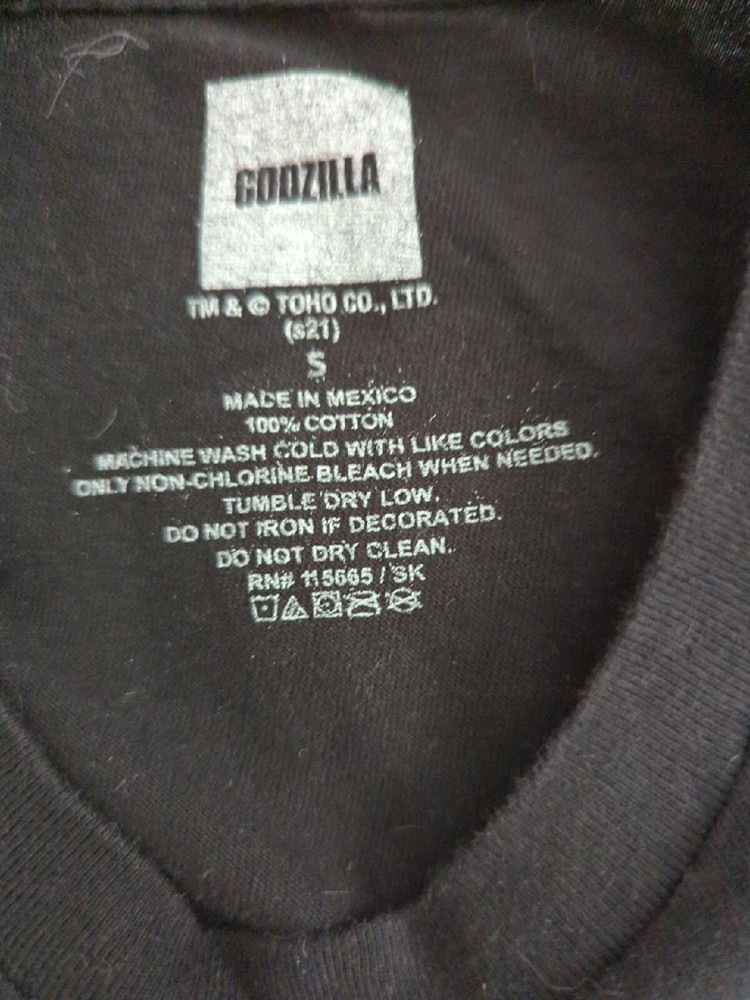 GODZILLA
TM & © TOHO CO., LTD.
(s21)
S
MADE IN MEXICO
100% COTTON
MACHINE WASH COLD WITH LIKE COLORS
ONLY NON-CHLORINE BLEACH WHEN NEEDED.
TUMBLE DRY LOW.
DO NOT IRON IF DECORATED.
DO NOT DRY CLEAN.
RN# 115665 / SK